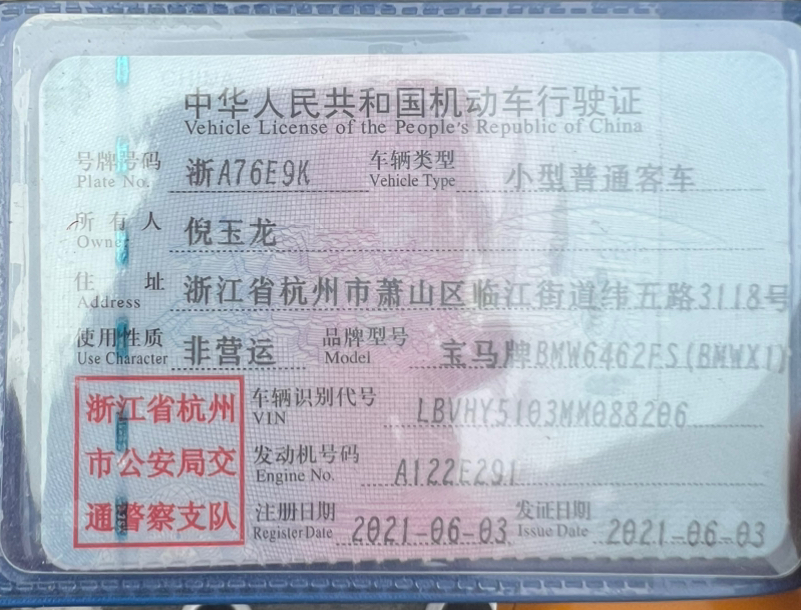 中华人民共和国机动车行驶证
Vehicle License of the People's Republic of China
号牌号码 浙A76E9K 车辆类型 小型普通客车
Plate No. Vehicle Type
所有人 倪玉龙
Owner
住址 浙江省杭州市萧山区临江街道纬五路3118号
Address
使用性质 非营运 品牌型号 宝马牌BMW6462ES(BMWX1)
Use Character Model
浙江省杭州
市公安局交
通警察支队
车辆识别代号 LBVHY5103MM088206
VIN
发动机号码 A122E291
Engine No.
注册日期 2021-06-03 发证日期 2021-06-03
Register Date Issue Date